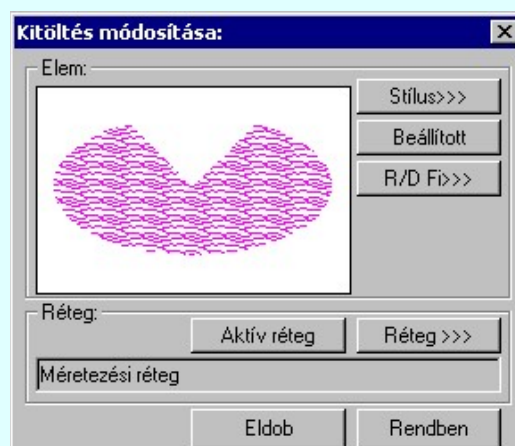 Kitöltés módosítása:
Elem:
Stílus>>>
Beállított
R/D Fi>>>
Réteg:
Aktív réteg
Réteg >>>
Méretezési réteg
Eldob
Rendben